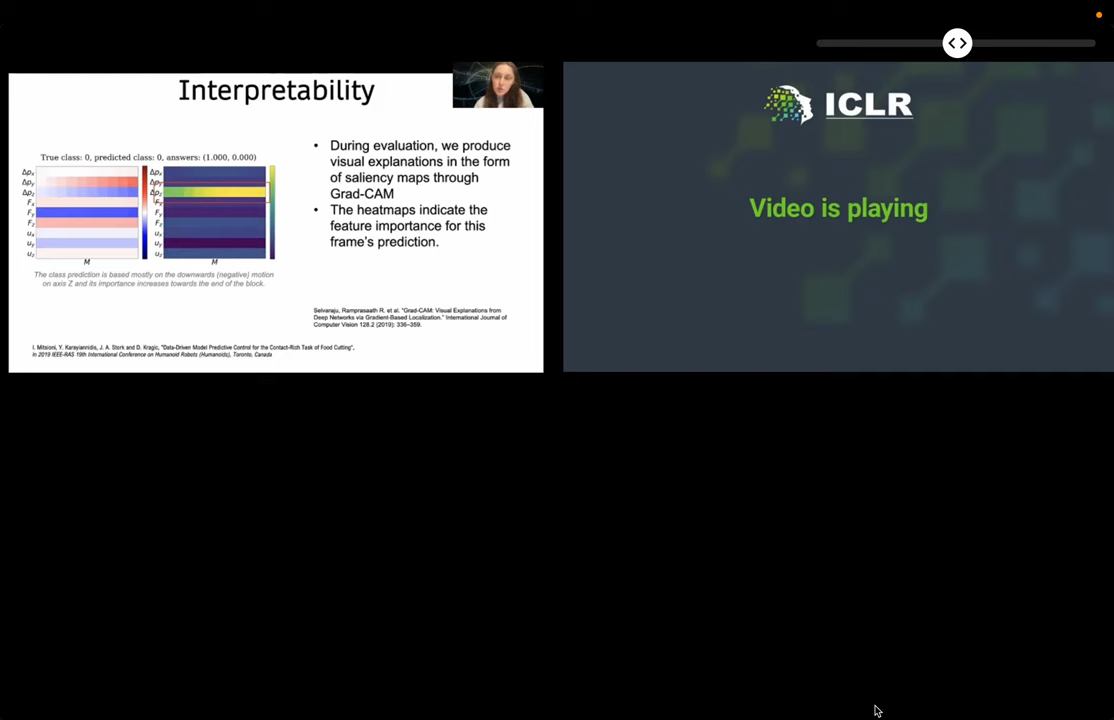 Interpretability
True class: 0, predicted class: 0, answers: (1.000, 0.000)
Δpx
Δpy
Δpz
Fx
Fy
Fz
ux
uy
uz
M
Δpx
Δpy
Δpz
Fx
Fy
Fz
ux
uy
uz
M
The class prediction is based mostly on the downwards (negative) motion
on axis Z and its importance increases towards the end of the block.
• During evaluation, we produce
visual explanations in the form
of saliency maps through
Grad-CAM
• The heatmaps indicate the
feature importance for this
frame's prediction.
Selvaraju, Ramprasaath R. et al. "Grad-CAM: Visual Explanations from
Deep Networks via Gradient-Based Localization." International Journal of
Computer Vision 128.2 (2019): 336–359.
I. Mitsioni, Y. Karayiannidis, J. A. Stork and D. Kragic, "Data-Driven Model Predictive Control for the Contact-Rich Task of Food Cutting",
in 2019 IEEE-RAS 19th International Conference on Humanoid Robots (Humanoids), Toronto, Canada
ICLR
Video is playing